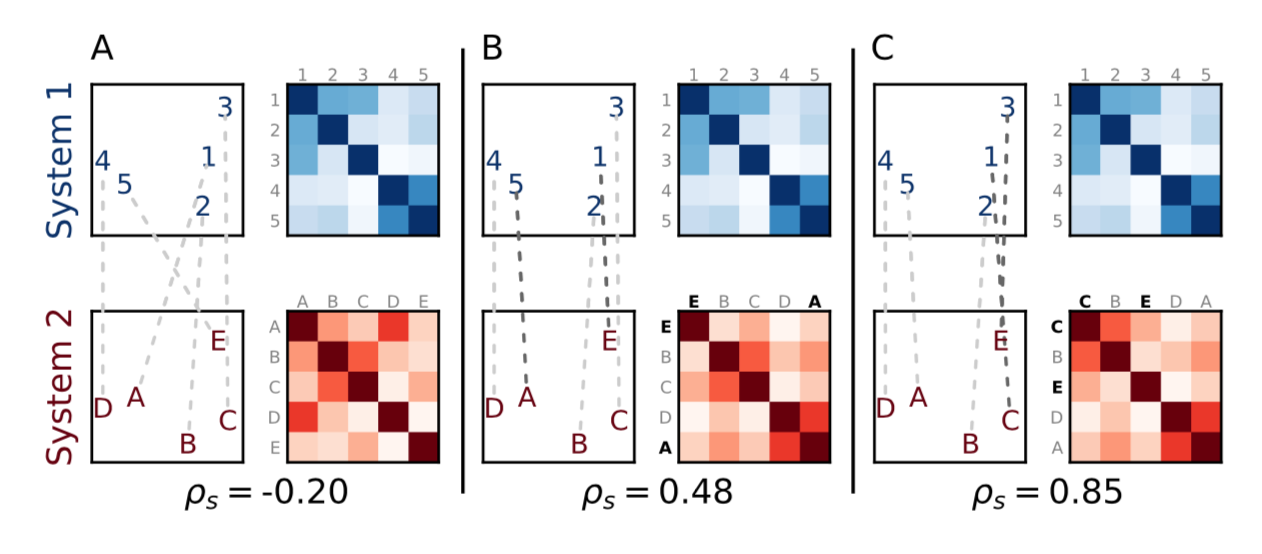 A
B
C
System 1
1 2 3 4 5
1
2
3
4
5
3
1
4
5
2
1 2 3 4 5
1
2
3
4
5
3
1
4
5
2
1 2 3 4 5
1
2
3
4
5
3
1
4
5
2
System 2
A B C D E
A
B
C
D
E
E
A
D
C
B
E B C D A
E
B
C
D
A
E
A
D
C
B
C B E D A
C
B
E
D
A
E
A
D
C
B
ρₛ = -0.20
ρₛ = 0.48
ρₛ = 0.85